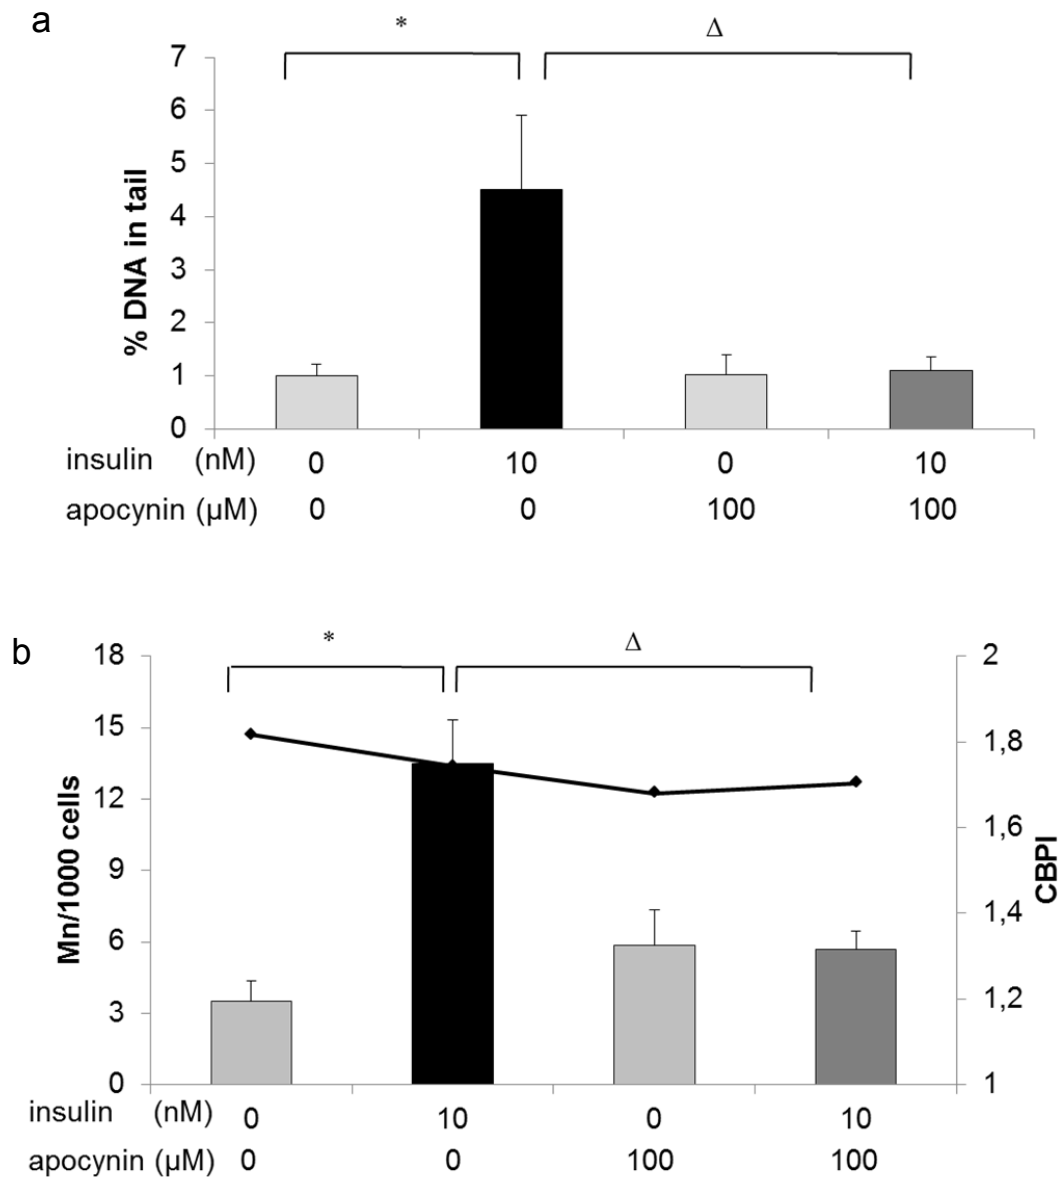 a
* Δ
7
6
5
4
3
2
1
0
% DNA in tail
insulin (nM) 0 10 0 10
apocynin (µM) 0 0 100 100
b
* Δ
18 2
15 1,8
12 1,6
9 1,4
6 1,2
3 1
0
Mn/1000 cells
CBPI
insulin (nM) 0 10 0 10
apocynin (µM) 0 0 100 100